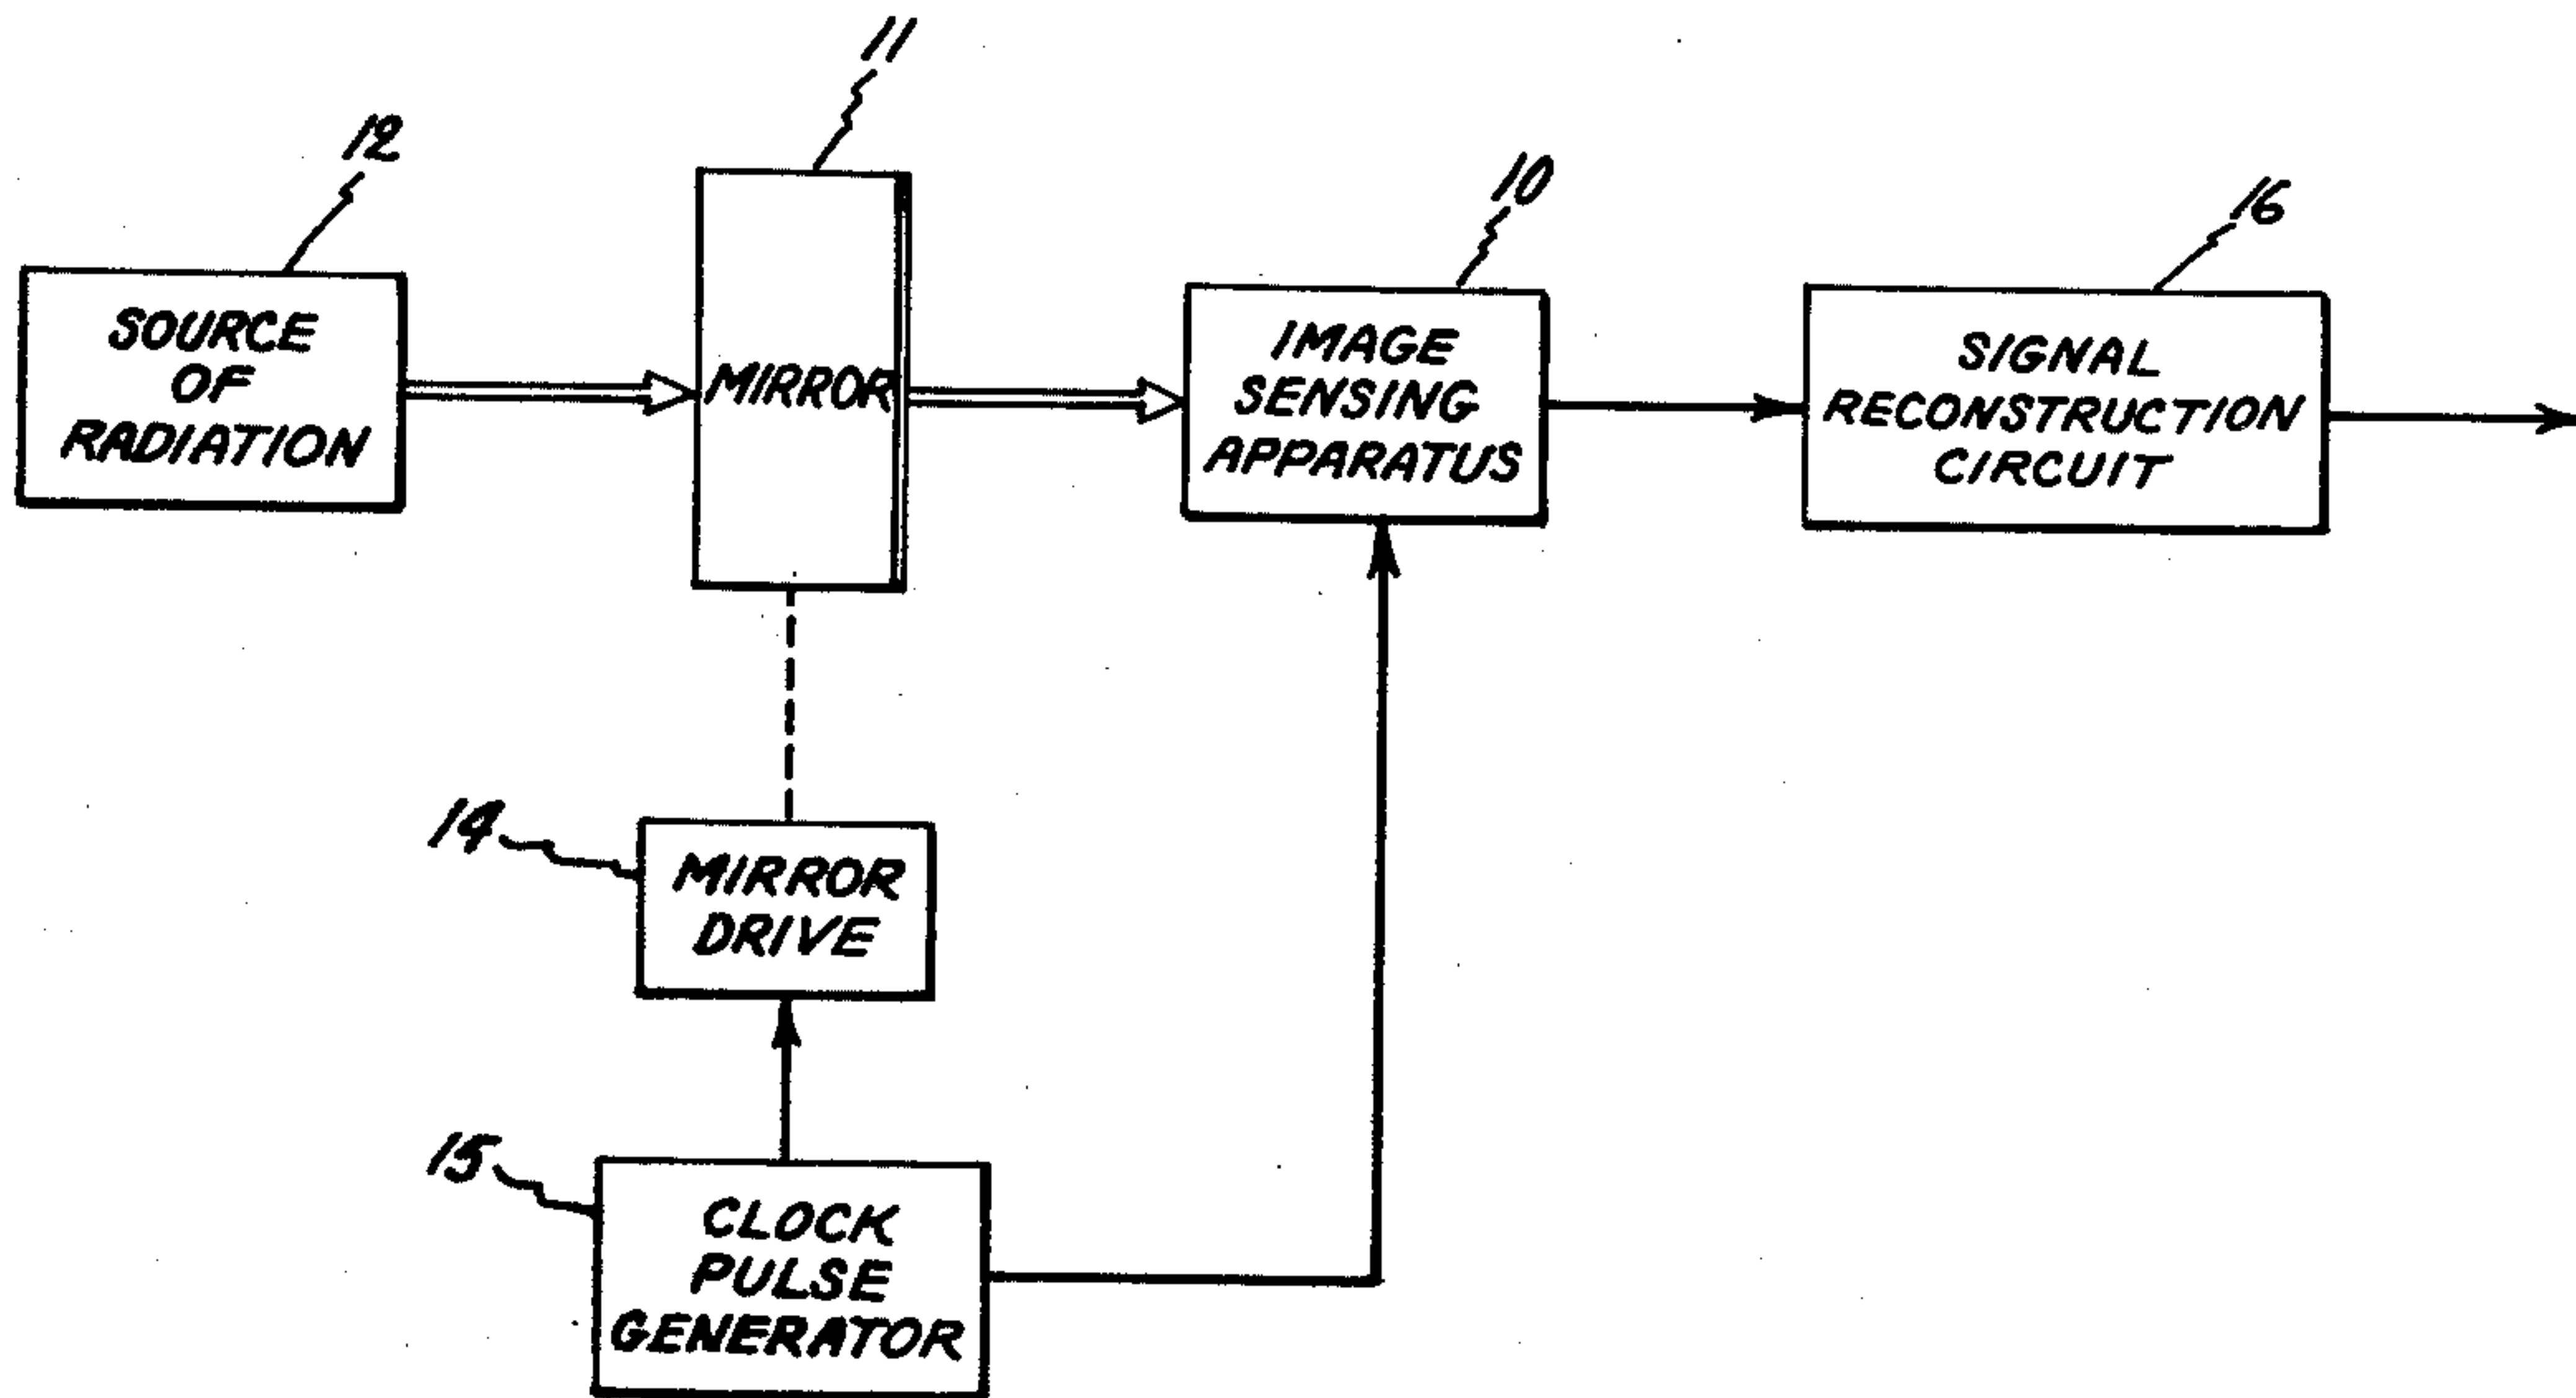 11
12
10
16
SOURCE
OF
RADIATION
MIRROR
IMAGE
SENSING
APPARATUS
SIGNAL
RECONSTRUCTION
CIRCUIT
14
MIRROR
DRIVE
15
CLOCK
PULSE
GENERATOR